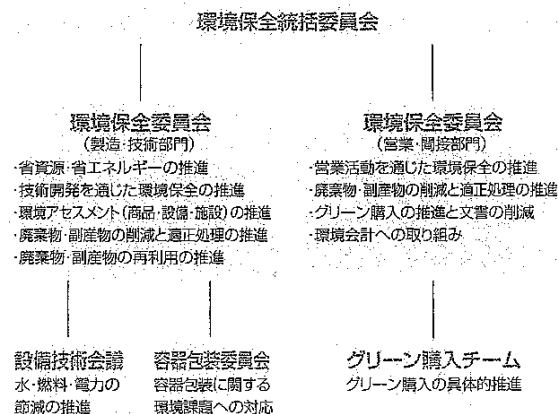 環境保全統括委員会
環境保全委員会
(製造・技術部門)
・省資源・省エネルギーの推進
・技術開発を通じた環境保全の推進
・環境アセスメント(商品・設備・施設)の推進
・廃棄物・副産物の削減と適正処理の推進
・廃棄物・副産物の再利用の推進
環境保全委員会
(営業・間接部門)
・営業活動を通じた環境保全の推進
・廃棄物・副産物の削減と適正処理の推進
・グリーン購入の推進と文書の削減
・環境会計への取り組み
設備技術会議
水・燃料・電力の
節減の推進
容器包装委員会
容器包装に関する
環境課題への対応
グリーン購入チーム
グリーン購入の具体的推進